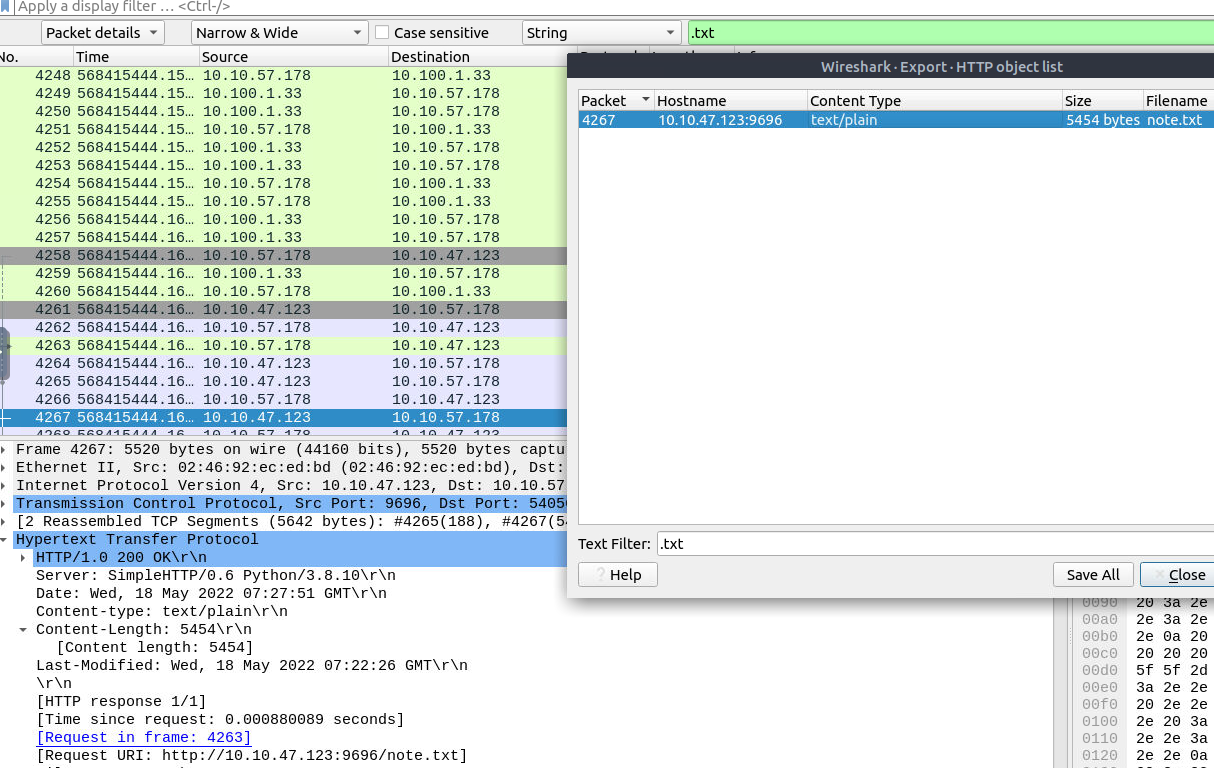 Apply a display filter … <Ctrl-/>
Packet details Narrow & Wide Case sensitive String .txt
No. Time Source Destination
Wireshark · Export · HTTP object list
Packet Hostname Content Type Size Filename
4267 10.10.47.123:9696 text/plain 5454 bytes note.txt
4248 568415444.15… 10.10.57.178 10.100.1.33
4249 568415444.15… 10.100.1.33 10.10.57.178
4250 568415444.15… 10.100.1.33 10.10.57.178
4251 568415444.15… 10.10.57.178 10.100.1.33
4252 568415444.15… 10.100.1.33 10.10.57.178
4253 568415444.15… 10.100.1.33 10.10.57.178
4254 568415444.15… 10.10.57.178 10.100.1.33
4255 568415444.15… 10.10.57.178 10.100.1.33
4256 568415444.16… 10.100.1.33 10.10.57.178
4257 568415444.16… 10.100.1.33 10.10.57.178
4258 568415444.16… 10.10.57.178 10.10.47.123
4259 568415444.16… 10.100.1.33 10.10.57.178
4260 568415444.16… 10.10.57.178 10.100.1.33
4261 568415444.16… 10.10.47.123 10.10.57.178
4262 568415444.16… 10.10.57.178 10.10.47.123
4263 568415444.16… 10.10.57.178 10.10.47.123
4264 568415444.16… 10.10.47.123 10.10.57.178
4265 568415444.16… 10.10.47.123 10.10.57.178
4266 568415444.16… 10.10.57.178 10.10.47.123
4267 568415444.16… 10.10.47.123 10.10.57.178
Frame 4267: 5520 bytes on wire (44160 bits), 5520 bytes captu
Ethernet II, Src: 02:46:92:ec:ed:bd (02:46:92:ec:ed:bd), Dst:
Internet Protocol Version 4, Src: 10.10.47.123, Dst: 10.10.57
Transmission Control Protocol, Src Port: 9696, Dst Port: 5405
[2 Reassembled TCP Segments (5642 bytes): #4265(188), #4267(54
Hypertext Transfer Protocol
HTTP/1.0 200 OK\r\n
Server: SimpleHTTP/0.6 Python/3.8.10\r\n
Date: Wed, 18 May 2022 07:27:51 GMT\r\n
Content-type: text/plain\r\n
Content-Length: 5454\r\n
[Content length: 5454]
Last-Modified: Wed, 18 May 2022 07:22:26 GMT\r\n
\r\n
[HTTP response 1/1]
[Time since request: 0.000880089 seconds]
[Request in frame: 4263]
[Request URI: http://10.10.47.123:9696/note.txt]
Text Filter: .txt
Help Save All Close
0090 20 3a 2e
00a0 2e 3a 2e
00b0 2e 0a 20
00c0 20 20 20
00d0 5f 5f 2d
00e0 3a 2e 2e
00f0 20 2e 2e
0100 2e 20 3a
0110 2e 2e 3a
0120 2e 2e 0a